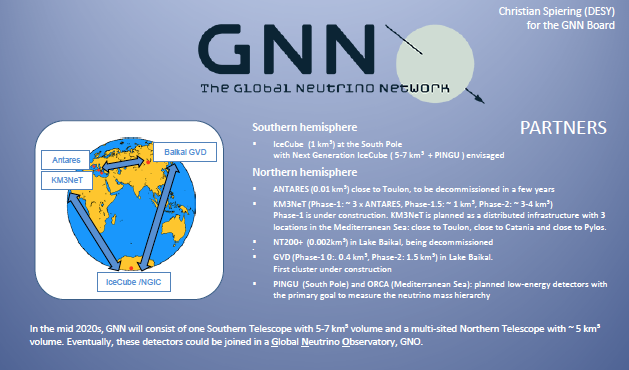 Christian Spiering (DESY)
for the GNN Board
GNN
The Global Neutrino Network
PARTNERS
Southern hemisphere
▪ IceCube (1 km³) at the South Pole
with Next Generation IceCube ( 5-7 km³ + PINGU ) envisaged
Northern hemisphere
▪ ANTARES (0.01 km³) close to Toulon, to be decommissioned in a few years
▪ KM3NeT (Phase-1: ~ 3 x ANTARES, Phase-1.5: ~ 1 km³, Phase-2: ~ 3-4 km³)
Phase-1 is under construction. KM3NeT is planned as a distributed infrastructure with 3
locations in the Mediterranean Sea: close to Toulon, close to Catania and close to Pylos.
▪ NT200+ (0.002km³) in Lake Baikal, being decommissioned
▪ GVD (Phase-1 0:. 0.4 km³, Phase-2: 1.5 km³) in Lake Baikal.
First cluster under construction
▪ PINGU (South Pole) and ORCA (Mediterranean Sea): planned low-energy detectors with
the primary goal to measure the neutrino mass hierarchy
Antares
KM3NeT
Baikal GVD
IceCube /NGIC
In the mid 2020s, GNN will consist of one Southern Telescope with 5-7 km³ volume and a multi-sited Northern Telescope with ~ 5 km³
volume. Eventually, these detectors could be joined in a Global Neutrino Observatory, GNO.